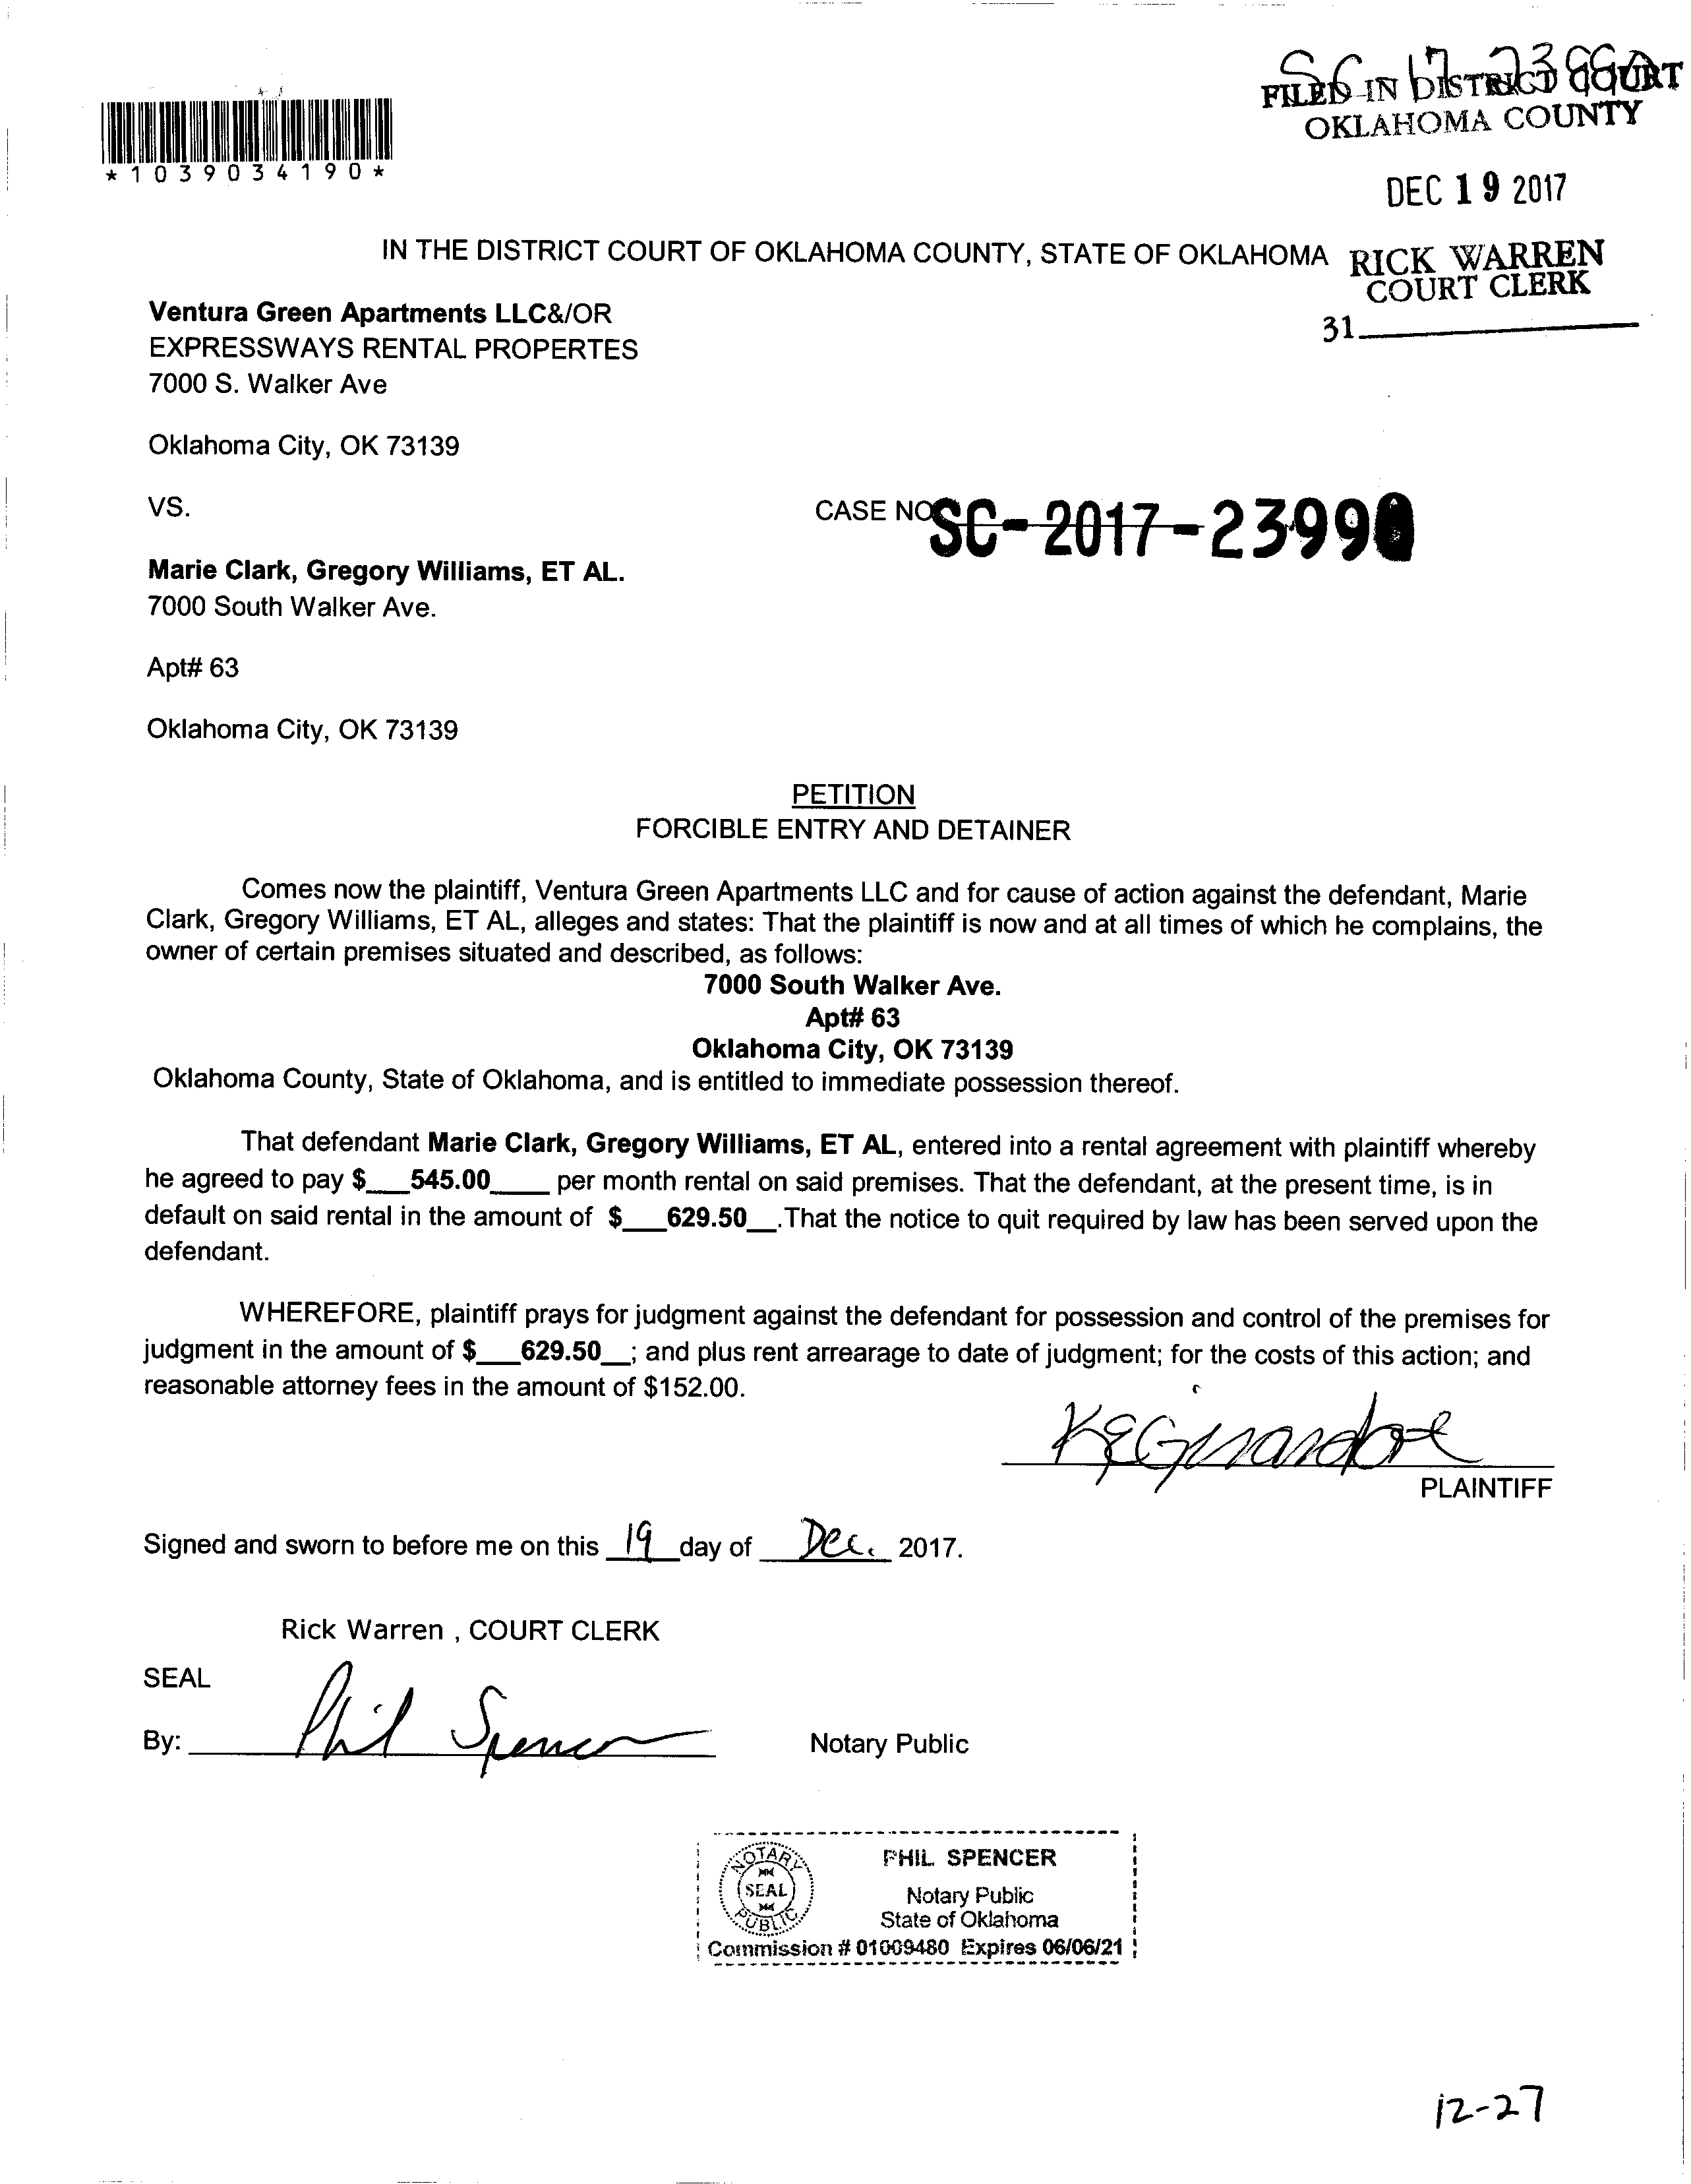 SC 17-23990
FILED IN DISTRICT COURT
OKLAHOMA COUNTY
*1039034190*
DEC 19 2017
IN THE DISTRICT COURT OF OKLAHOMA COUNTY, STATE OF OKLAHOMA
RICK WARREN
COURT CLERK
31
Ventura Green Apartments LLC&/OR
EXPRESSWAYS RENTAL PROPERTES
7000 S. Walker Ave
Oklahoma City, OK 73139
VS.
CASE NO SC-2017-23990
Marie Clark, Gregory Williams, ET AL.
7000 South Walker Ave.
Apt# 63
Oklahoma City, OK 73139
PETITION
FORCIBLE ENTRY AND DETAINER
Comes now the plaintiff, Ventura Green Apartments LLC and for cause of action against the defendant, Marie
Clark, Gregory Williams, ET AL, alleges and states: That the plaintiff is now and at all times of which he complains, the
owner of certain premises situated and described, as follows:
7000 South Walker Ave.
Apt# 63
Oklahoma City, OK 73139
Oklahoma County, State of Oklahoma, and is entitled to immediate possession thereof.
That defendant Marie Clark, Gregory Williams, ET AL, entered into a rental agreement with plaintiff whereby
he agreed to pay $___545.00____ per month rental on said premises. That the defendant, at the present time, is in
default on said rental in the amount of $___629.50__.That the notice to quit required by law has been served upon the
defendant.
WHEREFORE, plaintiff prays for judgment against the defendant for possession and control of the premises for
judgment in the amount of $___629.50__; and plus rent arrearage to date of judgment; for the costs of this action; and
reasonable attorney fees in the amount of $152.00.
PLAINTIFF
Signed and sworn to before me on this 19 day of Dec. 2017.
Rick Warren , COURT CLERK
SEAL
By: Phil Spencer Notary Public
NOTARY
SEAL
PUBLIC
PHIL SPENCER
Notary Public
State of Oklahoma
Commission # 01009480 Expires 06/06/21
12-27